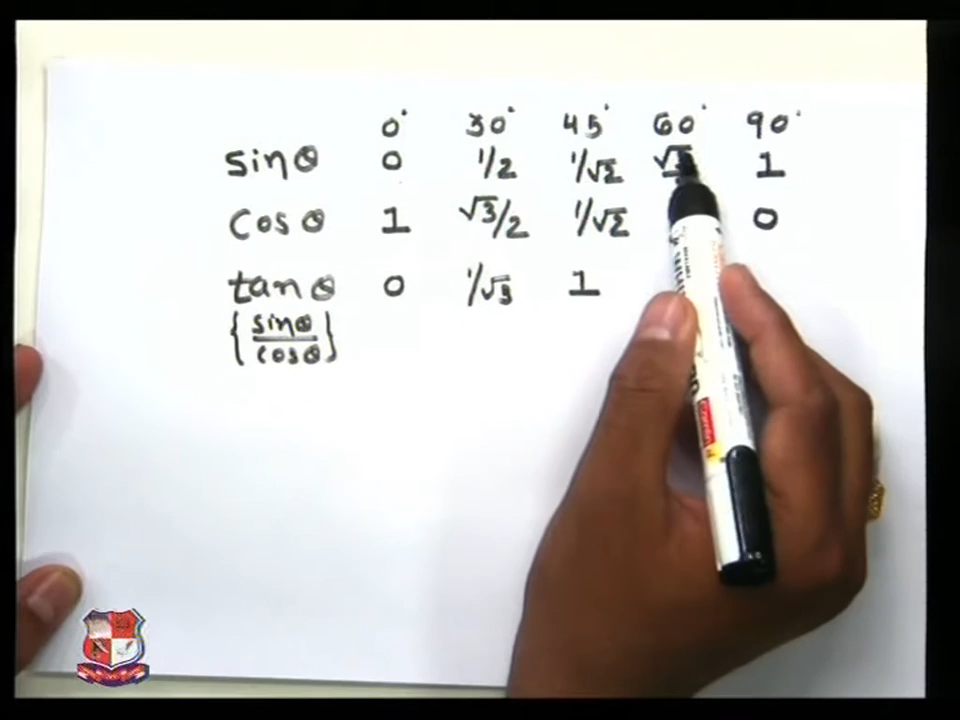 0° 30° 45° 60° 90°
sinθ 0 1/2 1/√2 1
cosθ 1 √3/2 1/√2 0
tanθ 0 1/√3 1
{sinθ/cosθ}